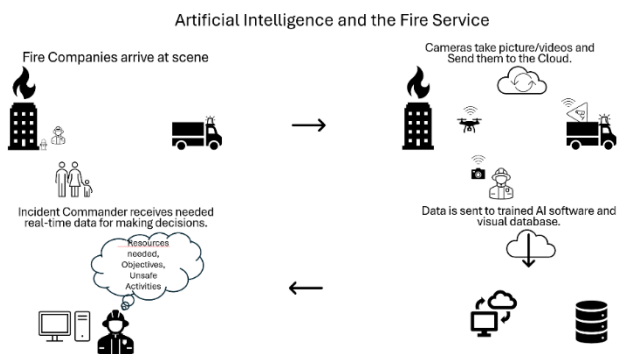 Artificial Intelligence and the Fire Service
Fire Companies arrive at scene
Cameras take picture/videos and
Send them to the Cloud.
Incident Commander receives needed
real-time data for making decisions.
Resources
needed,
Objectives,
Unsafe
Activities
Data is sent to trained AI software and
visual database.